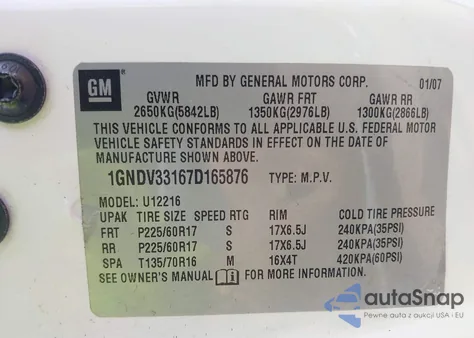 GM
MFD BY GENERAL MOTORS CORP. 01/07
GVWR GAWR FRT GAWR RR
2650KG(5842LB) 1350KG(2976LB) 1300KG(2866LB)
THIS VEHICLE CONFORMS TO ALL APPLICABLE U.S. FEDERAL MOTOR
VEHICLE SAFETY STANDARDS IN EFFECT ON THE DATE OF
MANUFACTURE SHOWN ABOVE.
1GNDV33167D165876 TYPE: M.P.V.
MODEL: U12216
UPAK TIRE SIZE SPEED RTG RIM COLD TIRE PRESSURE
FRT P225/60R17 S 17X6.5J 240KPA(35PSI)
RR P225/60R17 S 17X6.5J 240KPA(35PSI)
SPA T135/70R16 M 16X4T 420KPA(60PSI)
SEE OWNER'S MANUAL FOR MORE INFORMATION.
autoSnap
Pewne auta z aukcji USA - EU